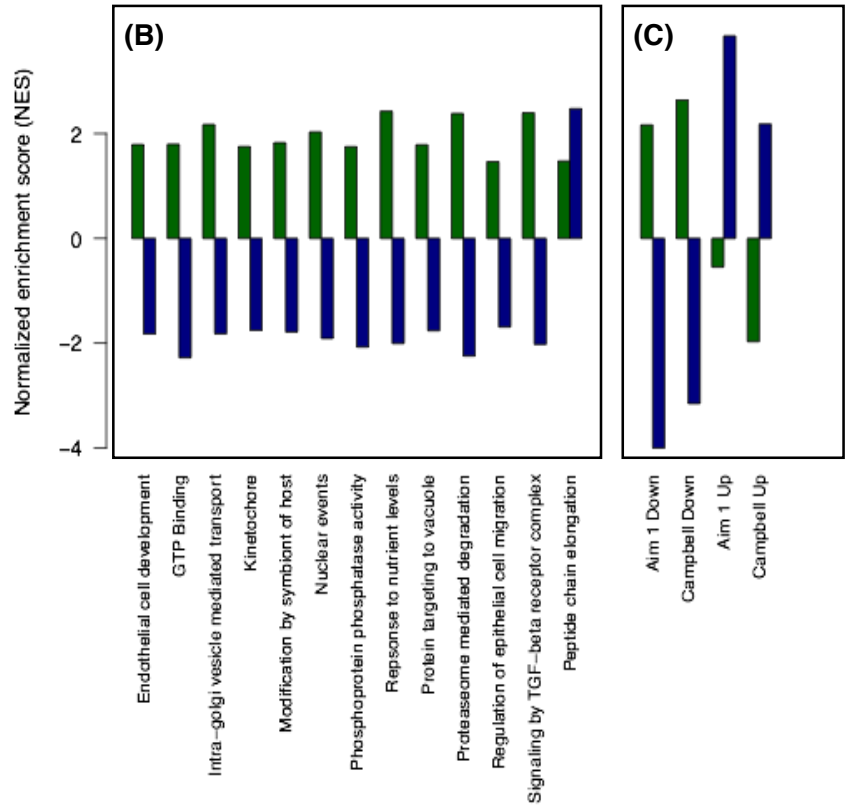 (B)
(C)
Normalized enrichment score (NES)
2
0
−2
−4
Endothelial cell development
GTP Binding
Intra−golgi vesicle mediated transport
Kinetochore
Modification by symbiont of host
Nuclear events
Phosphoprotein phosphatase activity
Repsonse to nutrient levels
Protein targeting to vacuole
Proteaseome mediated degradation
Regulation of epithelial cell migration
Signaling by TGF−beta receptor complex
Peptide chain elongation
Aim 1 Down
Campbell Down
Aim 1 Up
Campbell Up